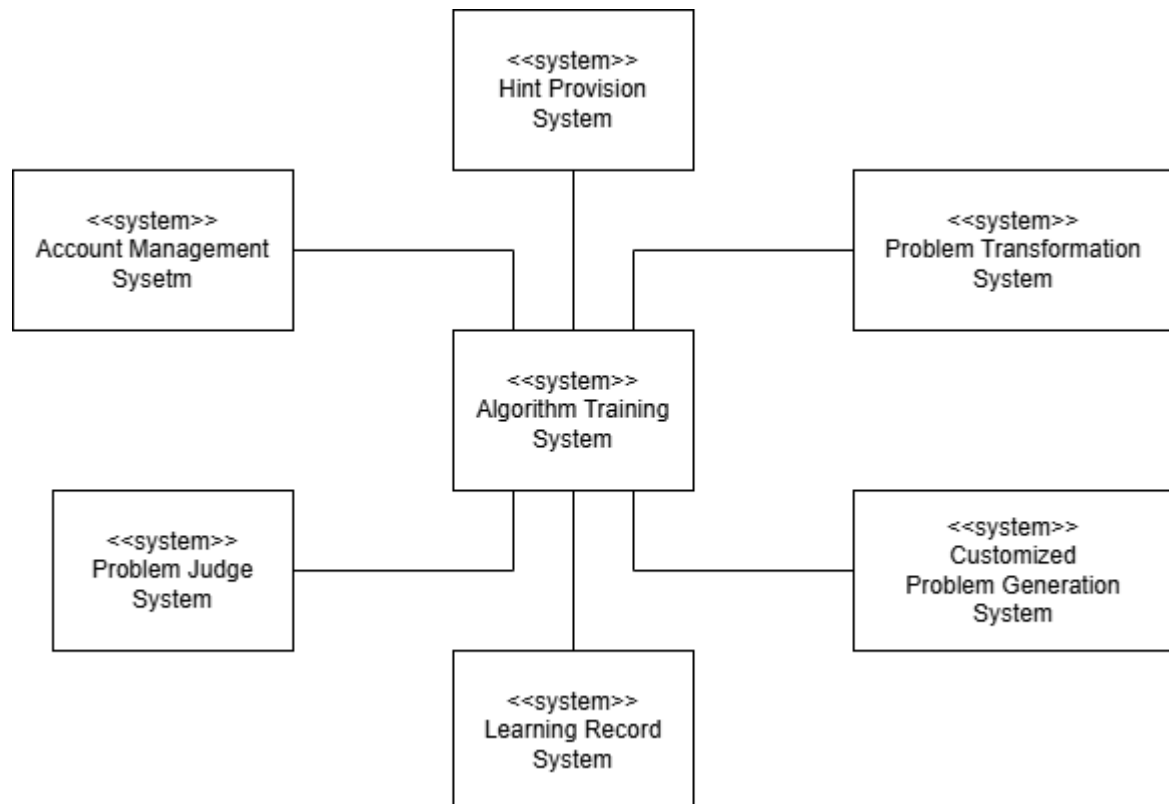 <<system>>
Hint Provision
System
<<system>>
Account Management
Sysetm
<<system>>
Problem Transformation
System
<<system>>
Algorithm Training
System
<<system>>
Problem Judge
System
<<system>>
Customized
Problem Generation
System
<<system>>
Learning Record
System